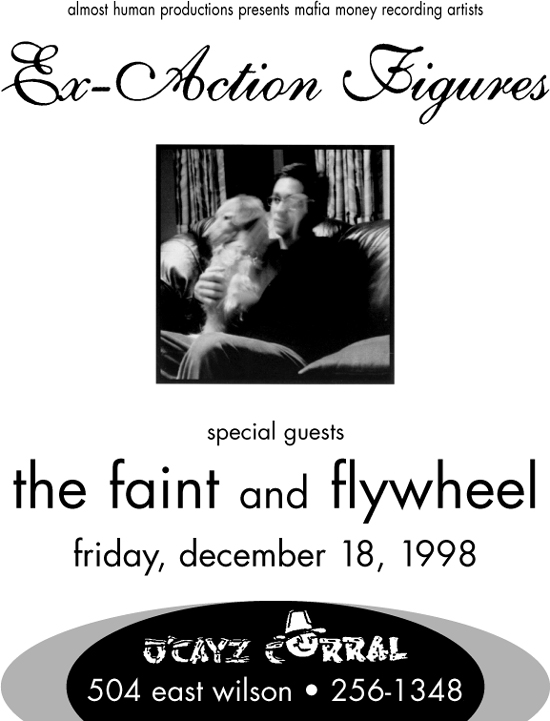 almost human productions presents mafia money recording artists
Ex-Action Figures
special guests
the faint and flywheel
friday, december 18, 1998
O'CAYZ CORRAL
504 east wilson • 256-1348